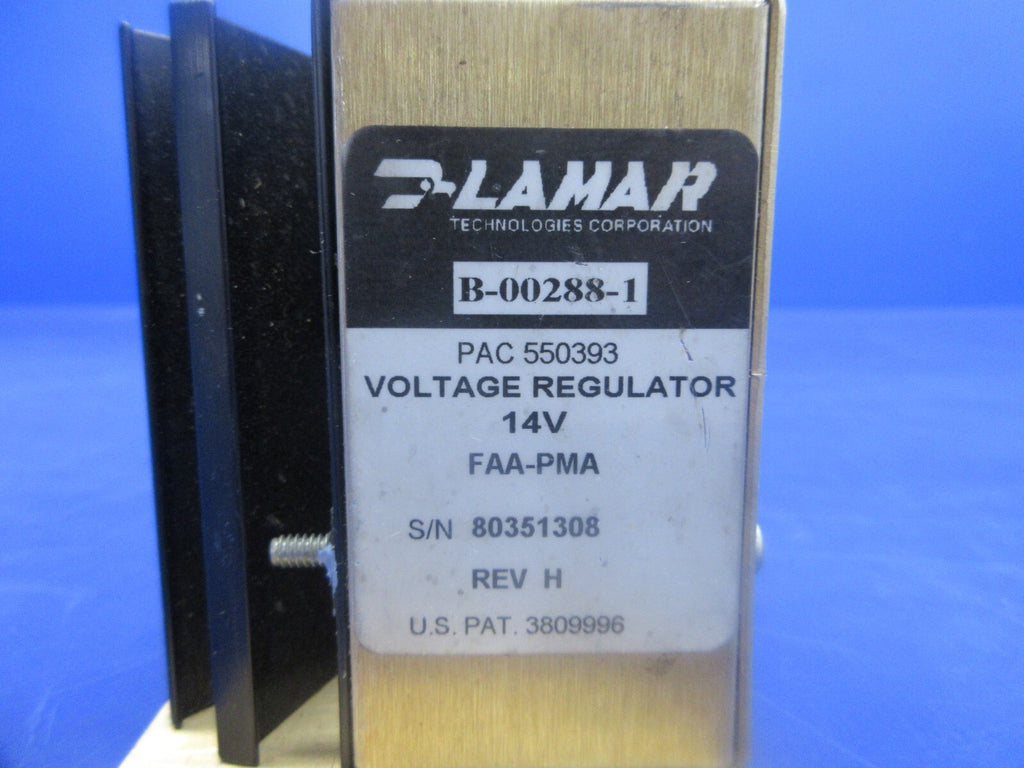 LAMAR
TECHNOLOGIES CORPORATION
B-00288-1
PAC 550393
VOLTAGE REGULATOR
14V
FAA-PMA
S/N 80351308
REV H
U.S. PAT. 3809996